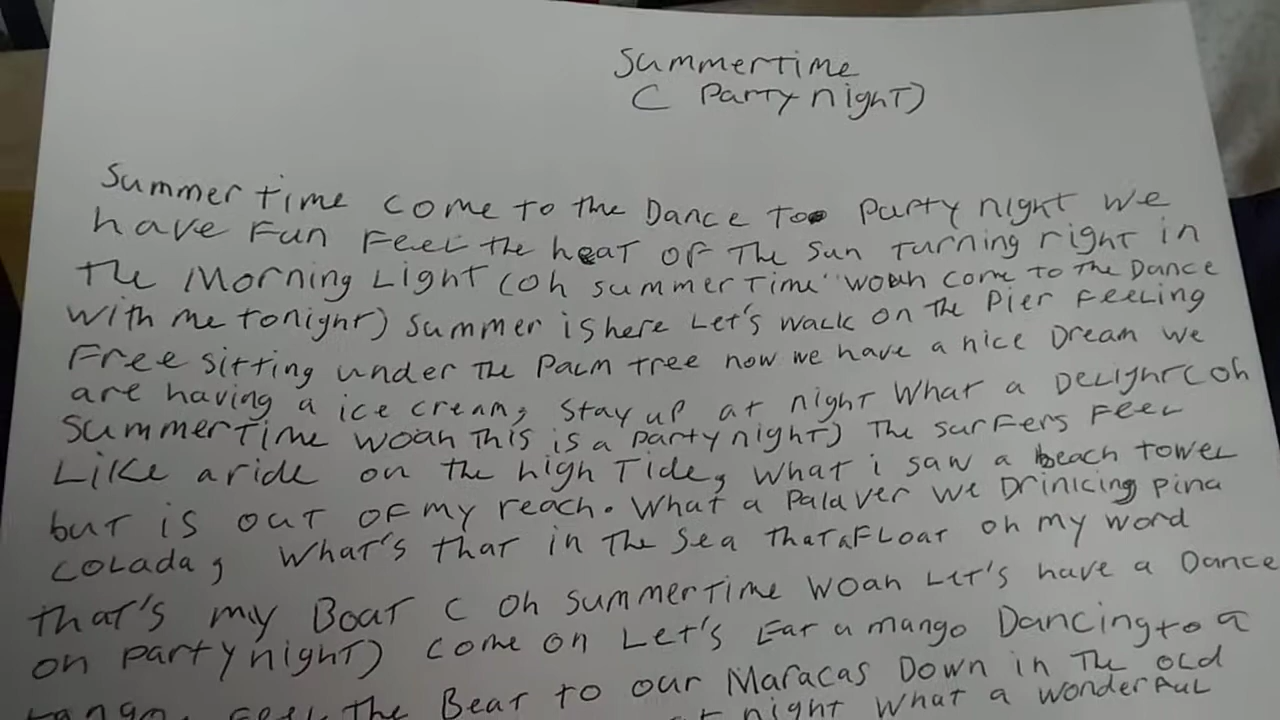 Summertime
( Party night)
Summer time come to the Dance to Party night we
have Fun Feel the heat of The Sun Turning right in
the Morning Light (oh summer time woah come to the Dance
with me tonight) summer is here Let's walk on the Pier Feeling
Free sitting under the Palm tree now we have a nice Dream we
are having a ice cream, Stay up at night What a Delight (oh
Summertime woah This is a party night) The surfers Feel
Like a ride on the high Tide, What i saw a beach towel
but is out of my reach. What a Palaver we Drinking pina
colada, What's that in The Sea That a Float oh my word
that's my Boat ( oh summertime woah Let's have a Dance
on party night) come on Let's Eat a mango Dancing to a
tango, Feel The Beat to our Maracas Down in The old
night What a wonderful